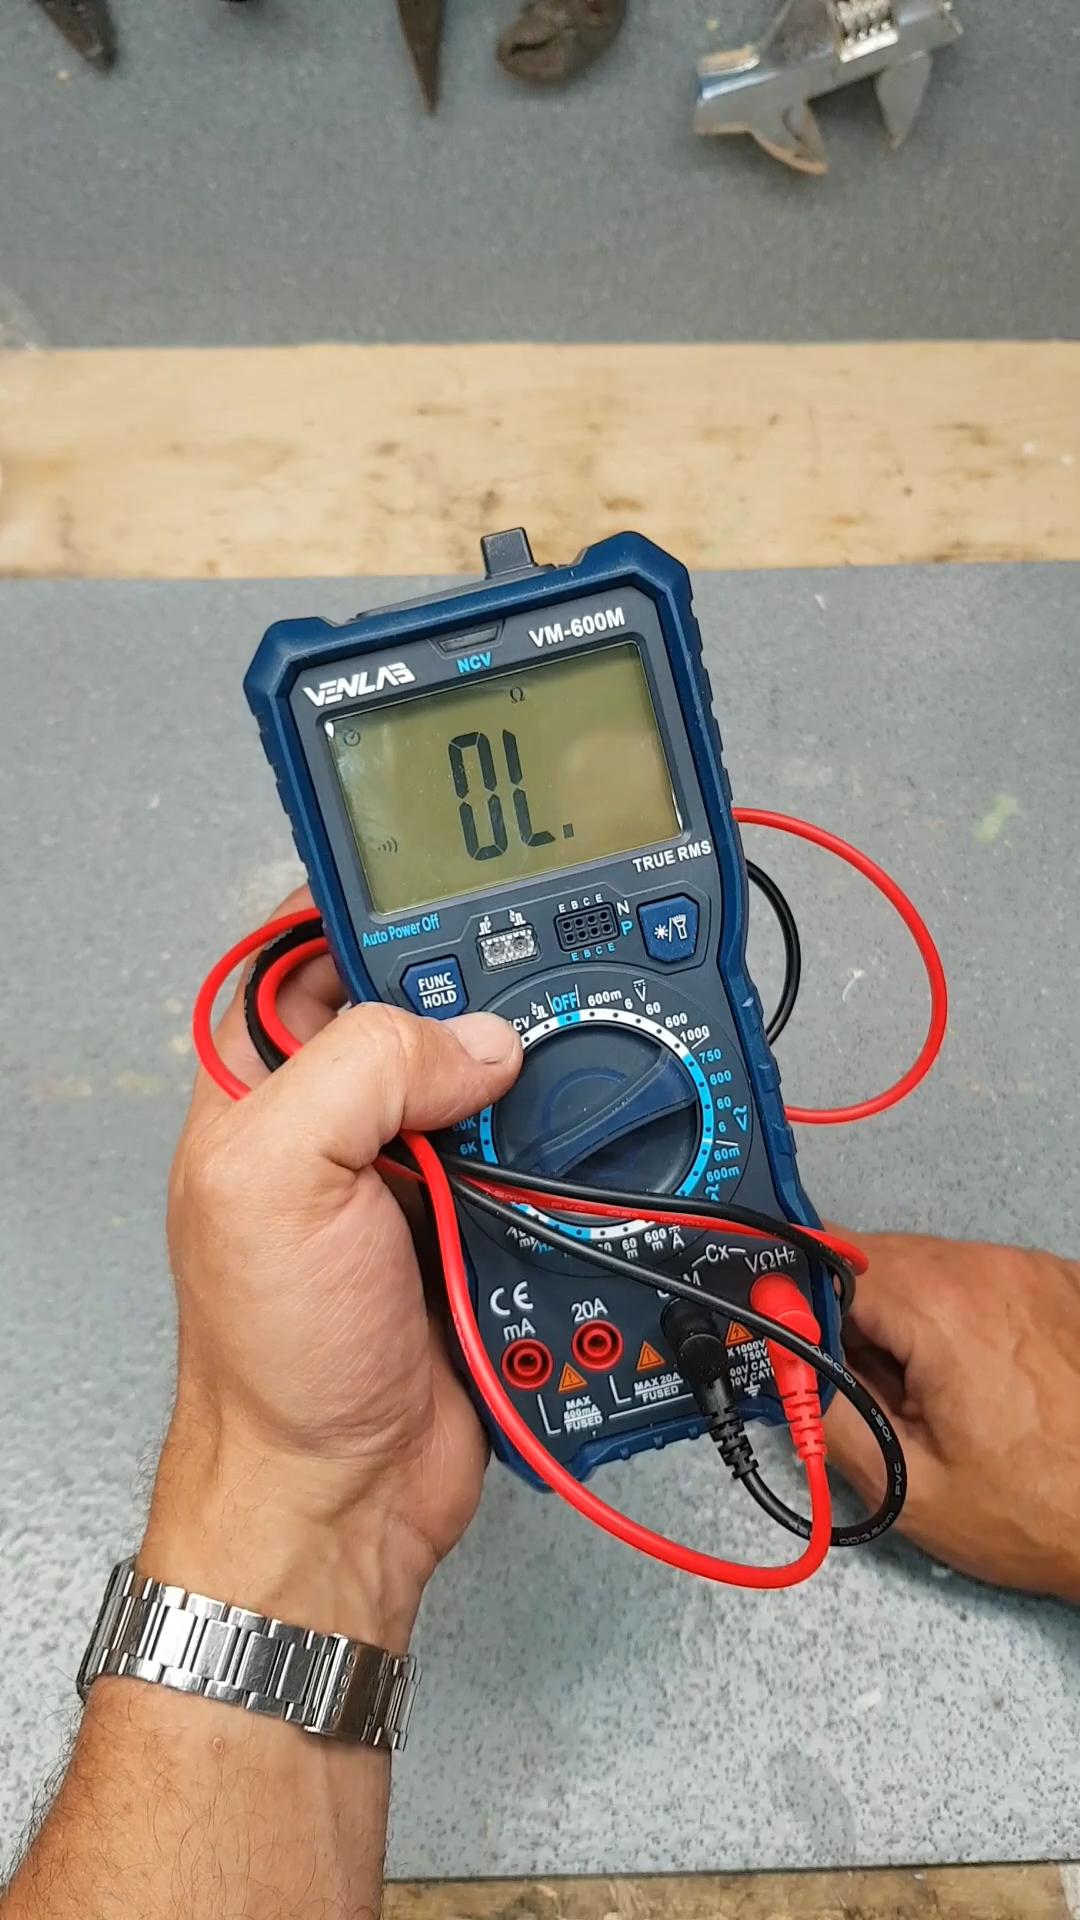 VM-600M
VENLAB
NCV
Ω
0L.
TRUE RMS
Auto Power Off
E B C E
N
P
E B C E
FUNC
HOLD
OFF
600m
6
V
60
600
1000
750
600
60
6
V
60m
600m
6K
60
m
600
m
A
Cx
VΩHz
CE
mA
20A
MAX
600mA
FUSED
MAX 20A
FUSED
1000V
750V